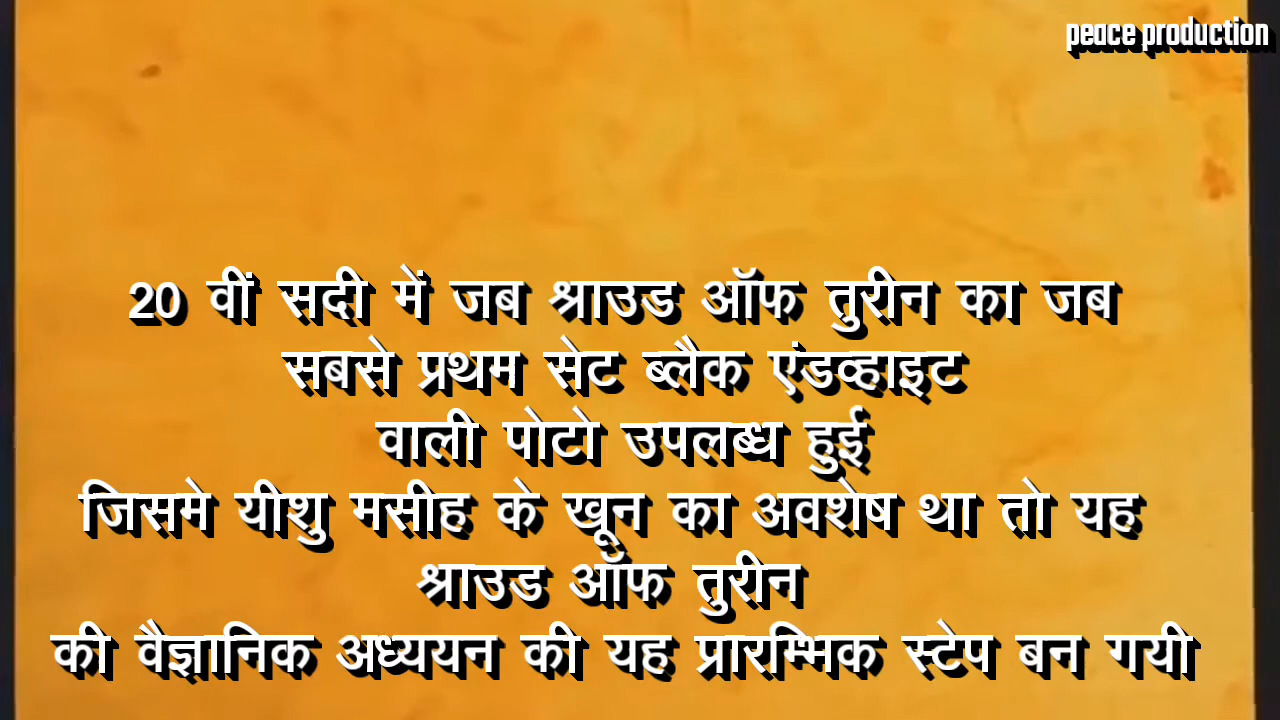 peace production
20 वीं सदी में जब श्राउड ऑफ तुरीन का जब
सबसे प्रथम सेट ब्लैक एंडव्हाइट
वाली पोटो उपलब्ध हुई
जिसमे यीशु मसीह के खून का अवशेष था तो यह
श्राउड ऑफ तुरीन
की वैज्ञानिक अध्ययन की यह प्रारम्भिक स्टेप बन गयी